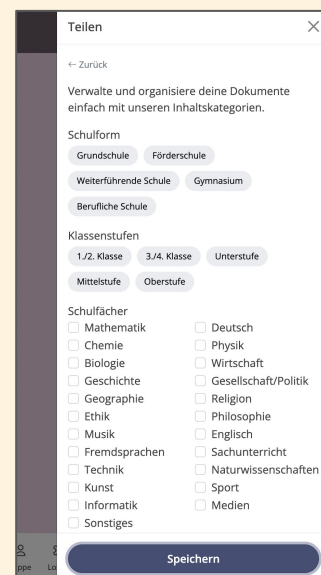 Teilen
← Zurück
Verwalte und organisiere deine Dokumente
einfach mit unseren Inhaltskategorien.
Schulform
Grundschule Förderschule
Weiterführende Schule Gymnasium
Berufliche Schule
Klassenstufen
1./2. Klasse 3./4. Klasse Unterstufe
Mittelstufe Oberstufe
Schulfächer
Mathematik Deutsch
Chemie Physik
Biologie Wirtschaft
Geschichte Gesellschaft/Politik
Geographie Religion
Ethik Philosophie
Musik Englisch
Fremdsprachen Sachunterricht
Technik Naturwissenschaften
Kunst Sport
Informatik Medien
Sonstiges
Speichern
ppe Lo